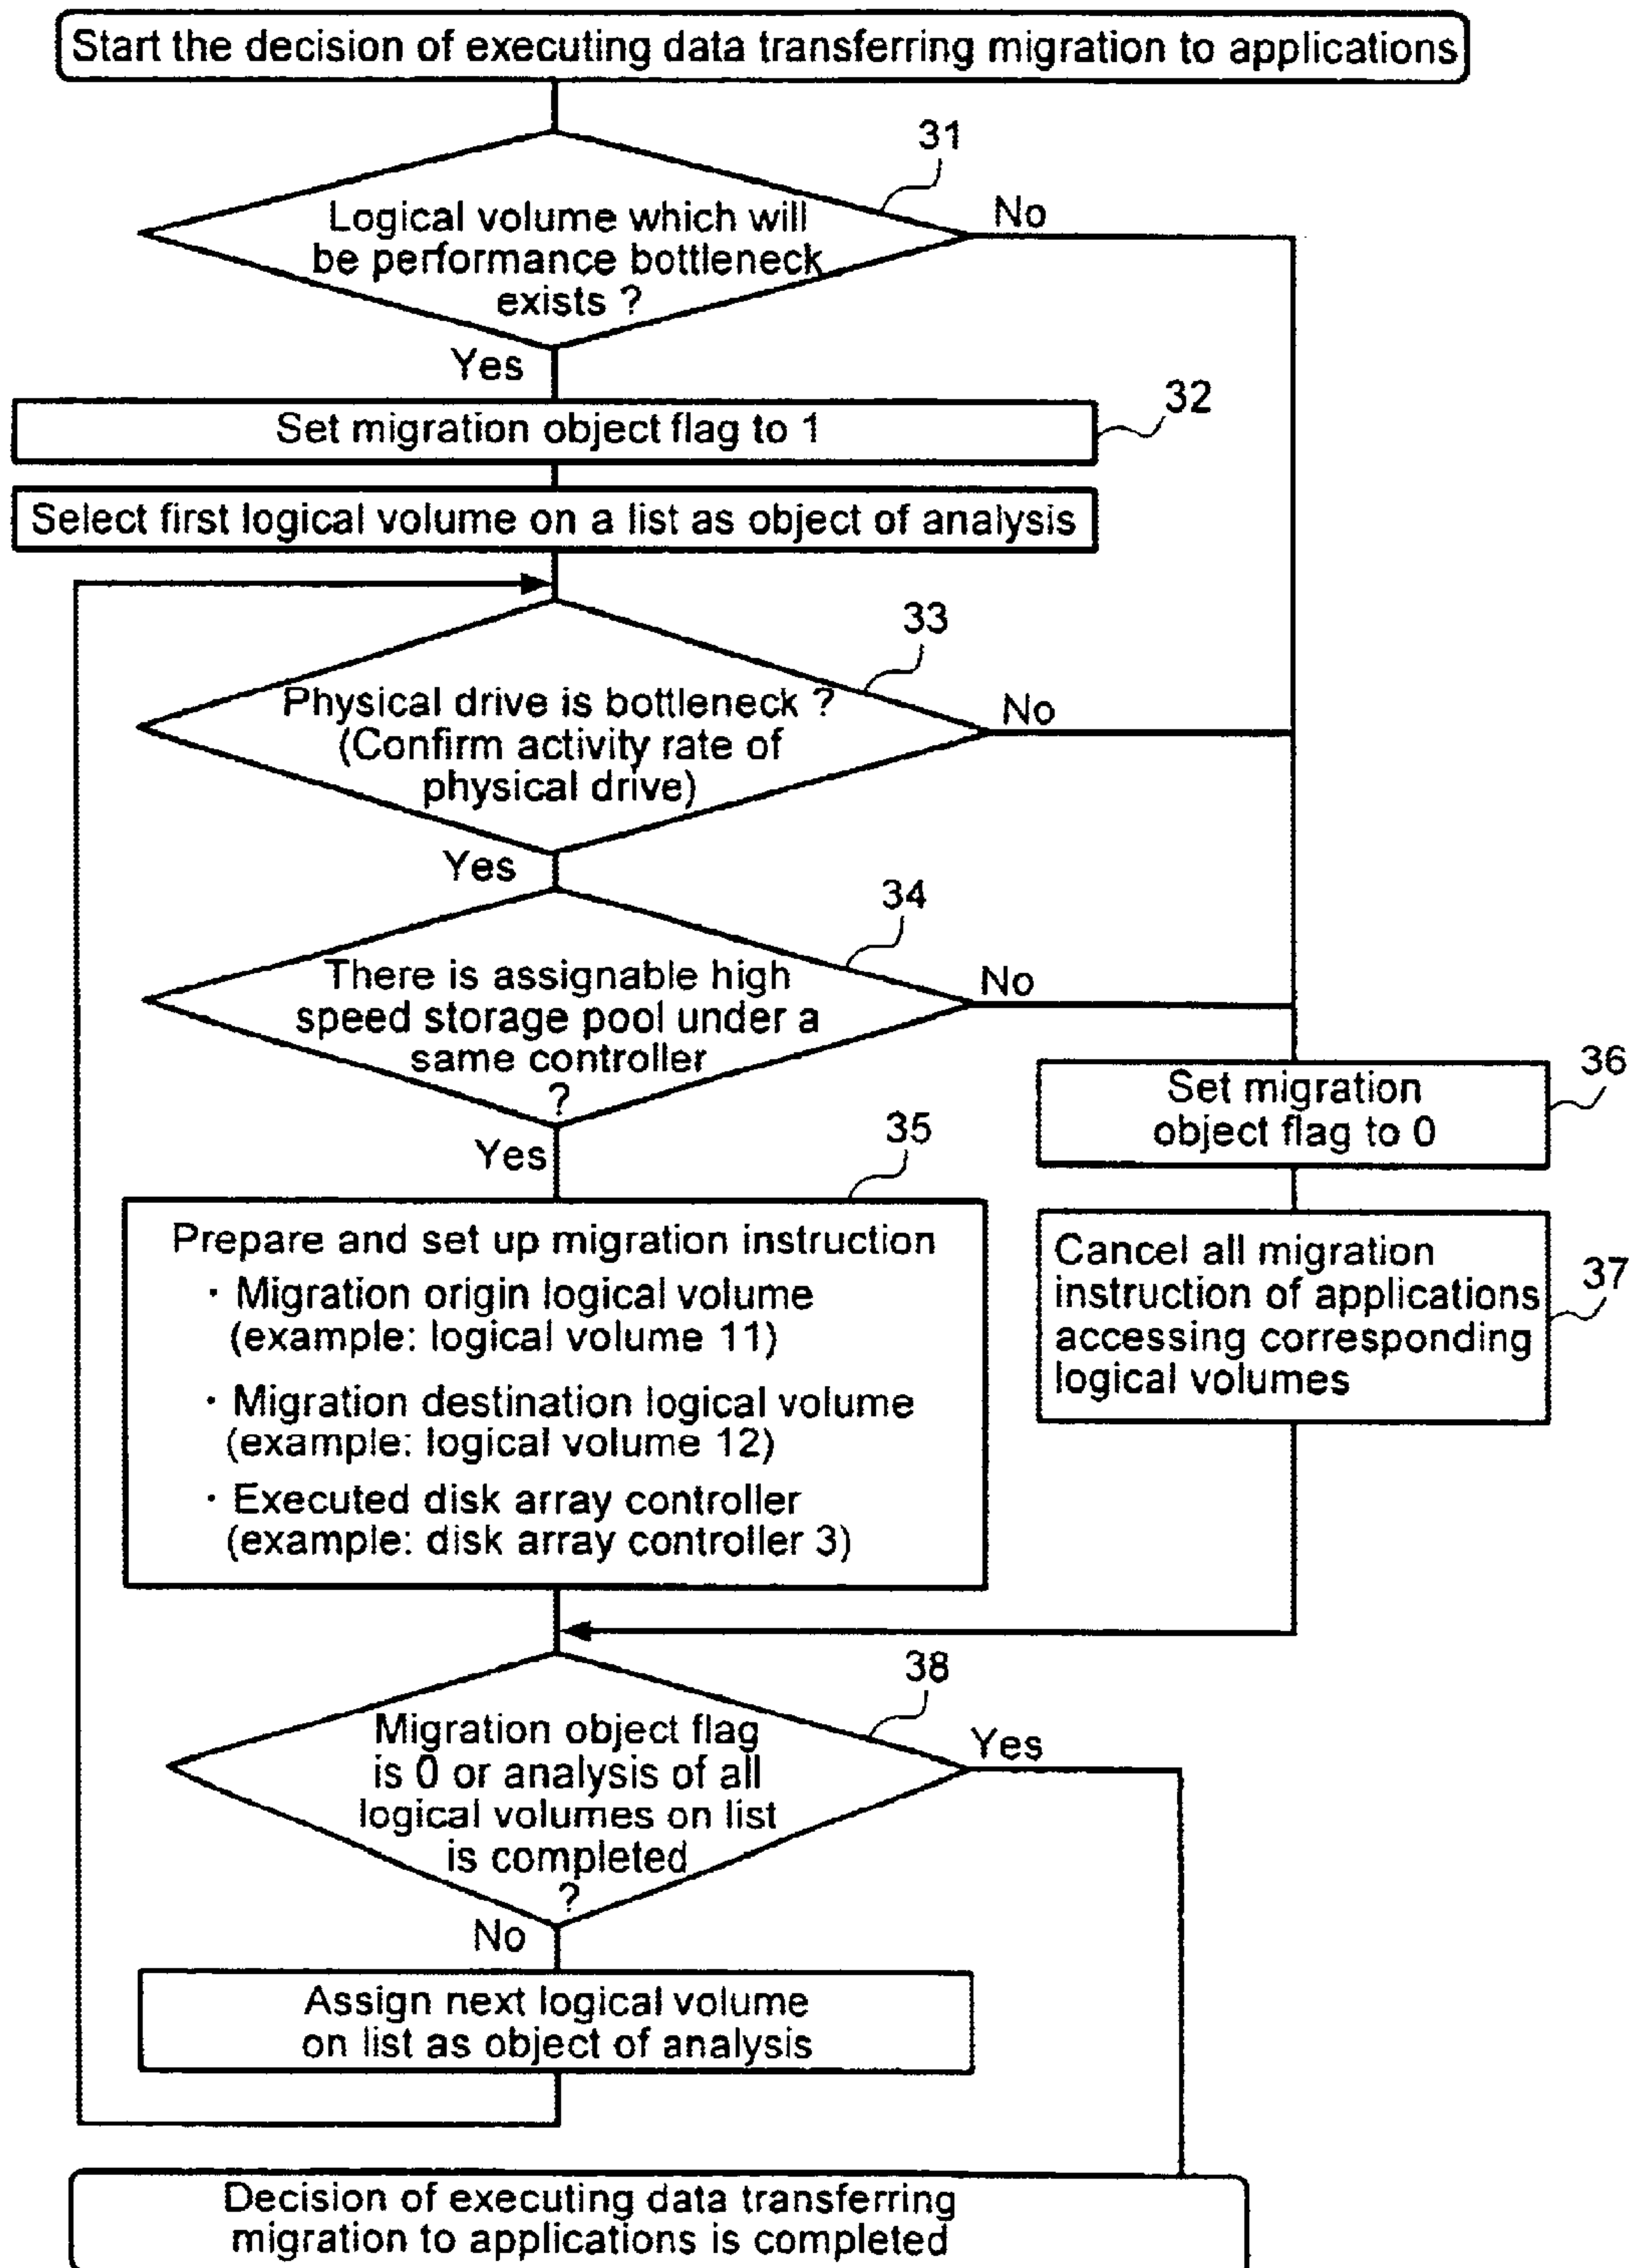 Start the decision of executing data transferring migration to applications
31
Logical volume which will
be performance bottleneck
exists ?
No
Yes
32
Set migration object flag to 1
Select first logical volume on a list as object of analysis
33
Physical drive is bottleneck ?
(Confirm activity rate of
physical drive)
No
Yes
34
There is assignable high
speed storage pool under a
same controller
?
No
Yes
36
Set migration
object flag to 0
35
Prepare and set up migration instruction
· Migration origin logical volume
(example: logical volume 11)
· Migration destination logical volume
(example: logical volume 12)
· Executed disk array controller
(example: disk array controller 3)
37
Cancel all migration
instruction of applications
accessing corresponding
logical volumes
38
Migration object flag
is 0 or analysis of all
logical volumes on list
is completed
?
Yes
No
Assign next logical volume
on list as object of analysis
Decision of executing data transferring
migration to applications is completed